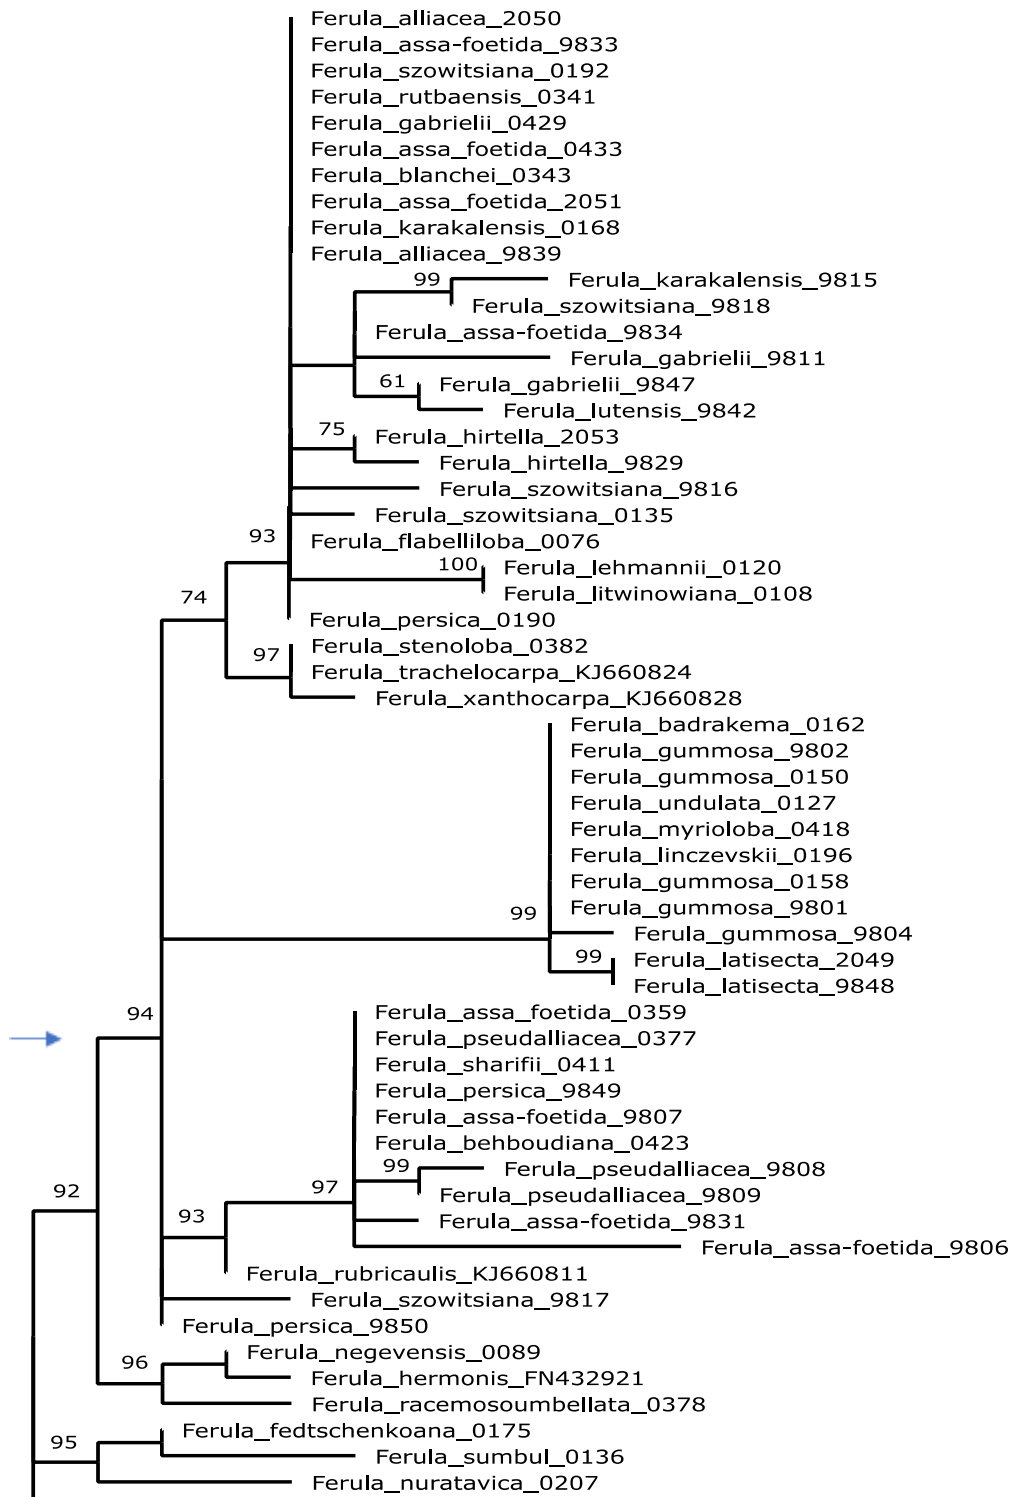 Ferula_alliacea_2050
Ferula_assa-foetida_9833
Ferula_szowitsiana_0192
Ferula_rutbaensis_0341
Ferula_gabrielii_0429
Ferula_assa_foetida_0433
Ferula_blanchei_0343
Ferula_assa_foetida_2051
Ferula_karakalensis_0168
Ferula_alliacea_9839
99 Ferula_karakalensis_9815
Ferula_szowitsiana_9818
Ferula_assa-foetida_9834
Ferula_gabrielii_9811
61 Ferula_gabrielii_9847
Ferula_lutensis_9842
75 Ferula_hirtella_2053
Ferula_hirtella_9829
Ferula_szowitsiana_9816
Ferula_szowitsiana_0135
93 Ferula_flabelliloba_0076
100 Ferula_lehmannii_0120
74 Ferula_litwinowiana_0108
Ferula_persica_0190
Ferula_stenoloba_0382
97 Ferula_trachelocarpa_KJ660824
Ferula_xanthocarpa_KJ660828
Ferula_badrakema_0162
Ferula_gummosa_9802
Ferula_gummosa_0150
Ferula_undulata_0127
Ferula_myrioloba_0418
Ferula_linczevskii_0196
Ferula_gummosa_0158
99 Ferula_gummosa_9801
Ferula_gummosa_9804
99 Ferula_latisecta_2049
Ferula_latisecta_9848
94 Ferula_assa_foetida_0359
Ferula_pseudalliacea_0377
Ferula_sharifii_0411
Ferula_persica_9849
Ferula_assa-foetida_9807
Ferula_behboudiana_0423
99 Ferula_pseudalliacea_9808
92 97 Ferula_pseudalliacea_9809
93 Ferula_assa-foetida_9831
Ferula_assa-foetida_9806
Ferula_rubricaulis_KJ660811
Ferula_szowitsiana_9817
Ferula_persica_9850
96 Ferula_negevensis_0089
Ferula_hermonis_FN432921
Ferula_racemosoumbellata_0378
95 Ferula_fedtschenkoana_0175
Ferula_sumbul_0136
Ferula_nuratavica_0207